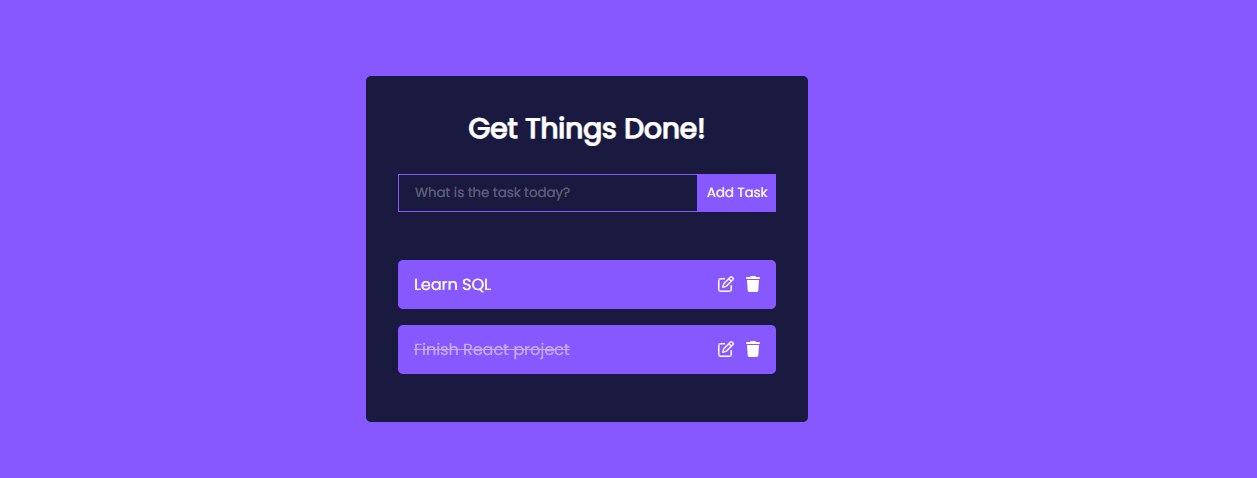 Get Things Done!
What is the task today?
Add Task
Learn SQL
Finish React project